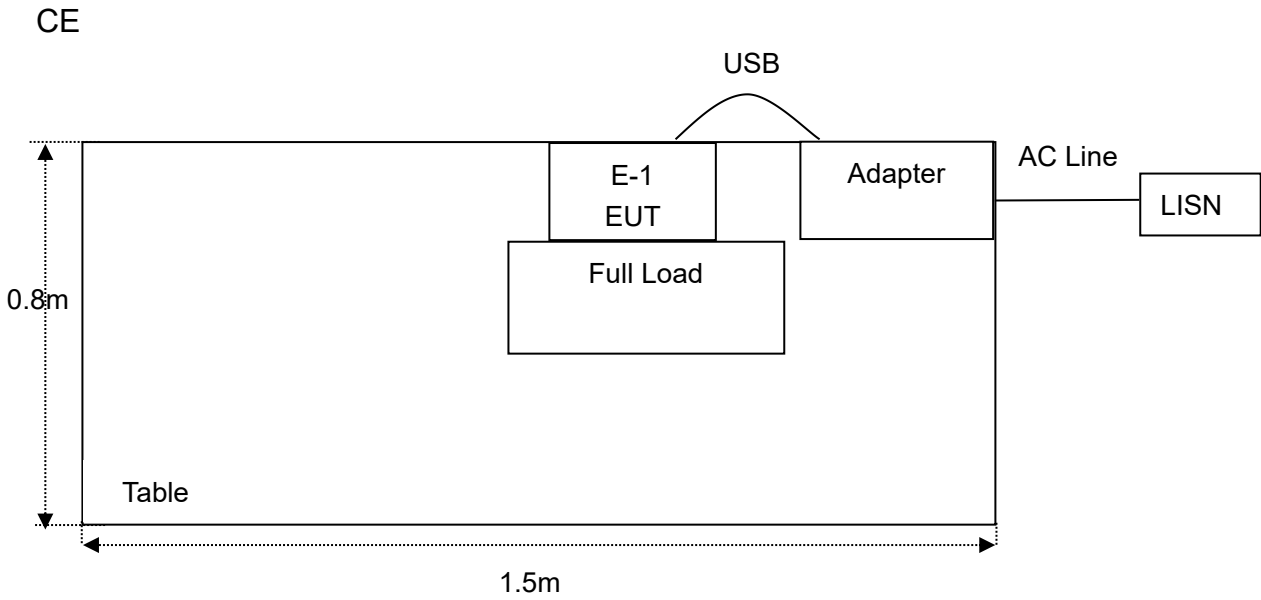 CE
USB
E-1
EUT
Adapter
AC Line
LISN
Full Load
0.8m
Table
1.5m